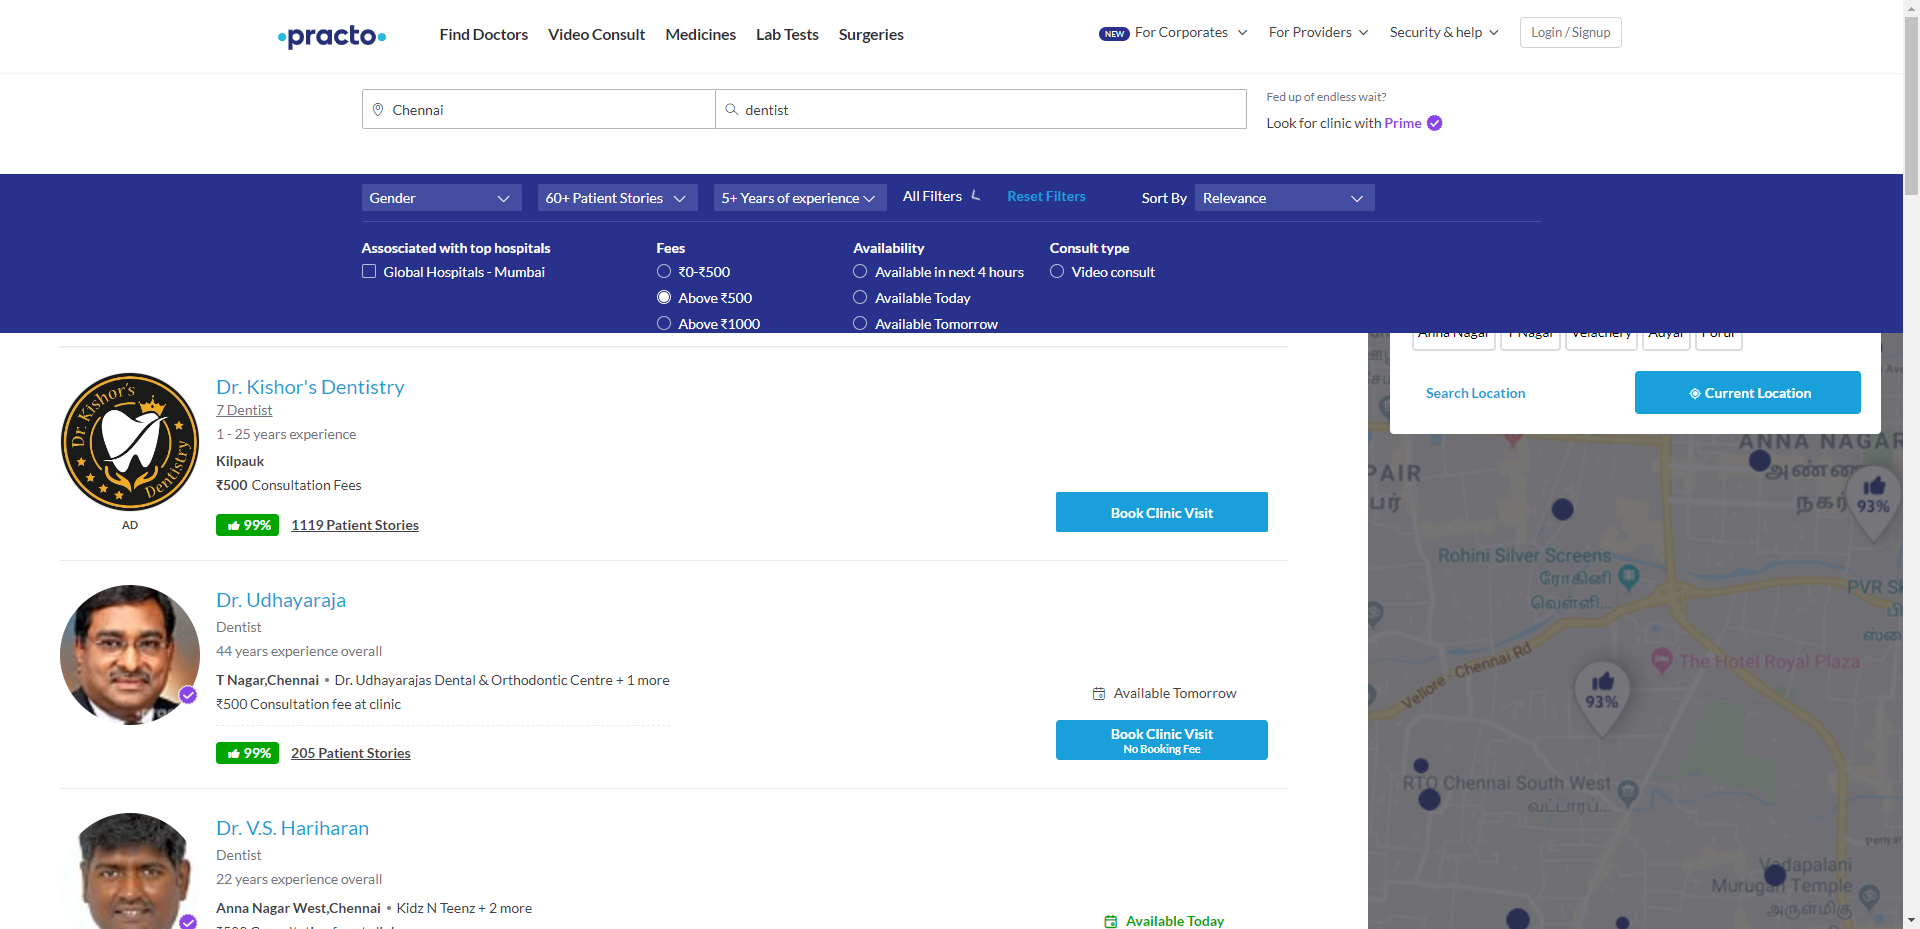 practo
Find Doctors
Video Consult
Medicines
Lab Tests
Surgeries
NEW For Corporates
For Providers
Security & help
Login / Signup
Chennai
dentist
Fed up of endless wait?
Look for clinic with Prime
Gender
60+ Patient Stories
5+ Years of experience
All Filters
Reset Filters
Sort By
Relevance
Assosciated with top hospitals
Global Hospitals - Mumbai
Fees
₹0-₹500
Above ₹500
Above ₹1000
Availability
Available in next 4 hours
Available Today
Available Tomorrow
Consult type
Video consult
Anna Nagar
T Nagar
Velachery
Adyar
Porur
Search Location
Current Location
Dr. Kishor's
Dentistry
AD
Dr. Kishor's Dentistry
7 Dentist
1 - 25 years experience
Kilpauk
₹500 Consultation Fees
99%
1119 Patient Stories
Book Clinic Visit
Dr. Udhayaraja
Dentist
44 years experience overall
T Nagar,Chennai • Dr. Udhayarajas Dental & Orthodontic Centre + 1 more
₹500 Consultation fee at clinic
99%
205 Patient Stories
Available Tomorrow
Book Clinic Visit
No Booking Fee
Dr. V.S. Hariharan
Dentist
22 years experience overall
Anna Nagar West,Chennai • Kidz N Teenz + 2 more
Available Today
ANNA NAGAR
அண்ண
நகர்
PAIR
பர்
93%
Rohini Silver Screens
ரோகினி
வெள்ளி...
PVR Sk
பி
ஸ்கை
The Hotel Royal Plaza
Vellore - Chennai Rd
93%
RTO Chennai South West
வட்டாரப்...
Periyar
Vadapalani
Murugan Temple
அருள்மிகு